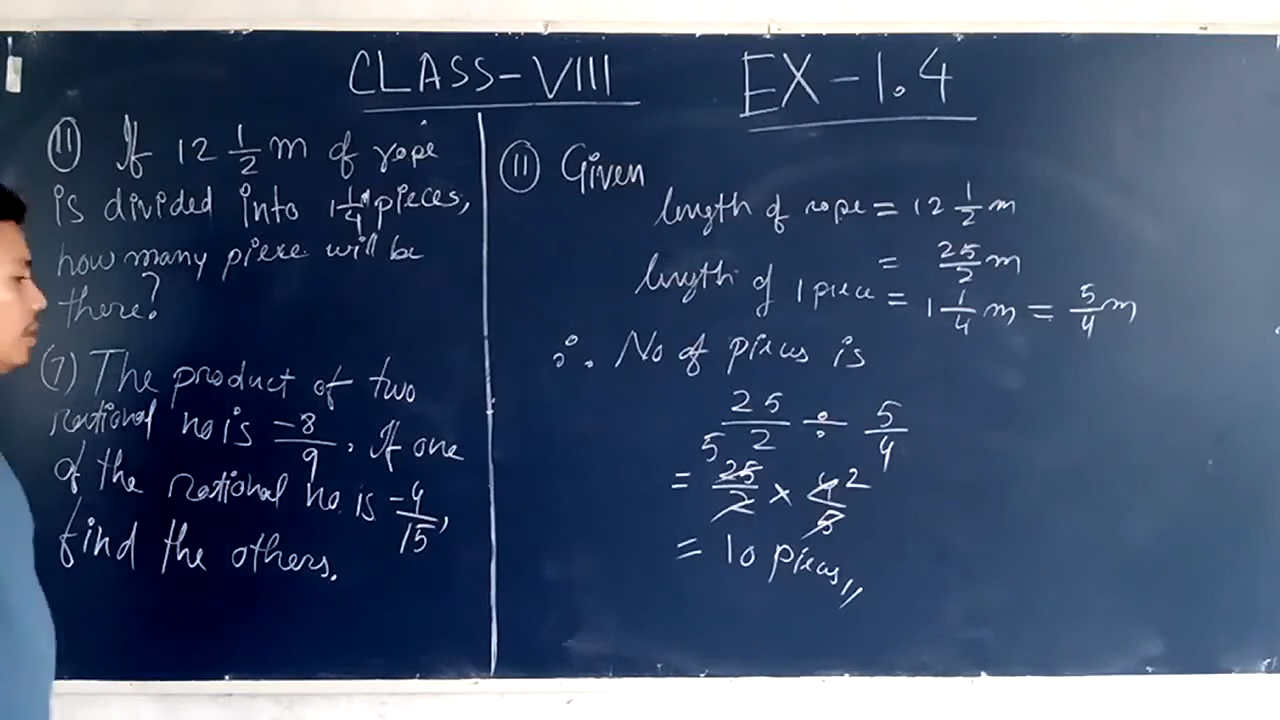 CLASS-VIII EX-1.4
⑪ If 12 1/2 m of rope
is divided into 1 1/4 m pieces,
how many piece will be
there?
(7) The product of two
rational no is -8/9. If one
of the rational no. is -4/15,
find the others.
⑪ Given
length of rope = 12 1/2 m
= 25/2 m
length of 1 piece = 1 1/4 m = 5/4 m
∴ No of pieces is
25/2 ÷ 5/4
5
= 25/2 × 4/5 2
= 10 pieces,,